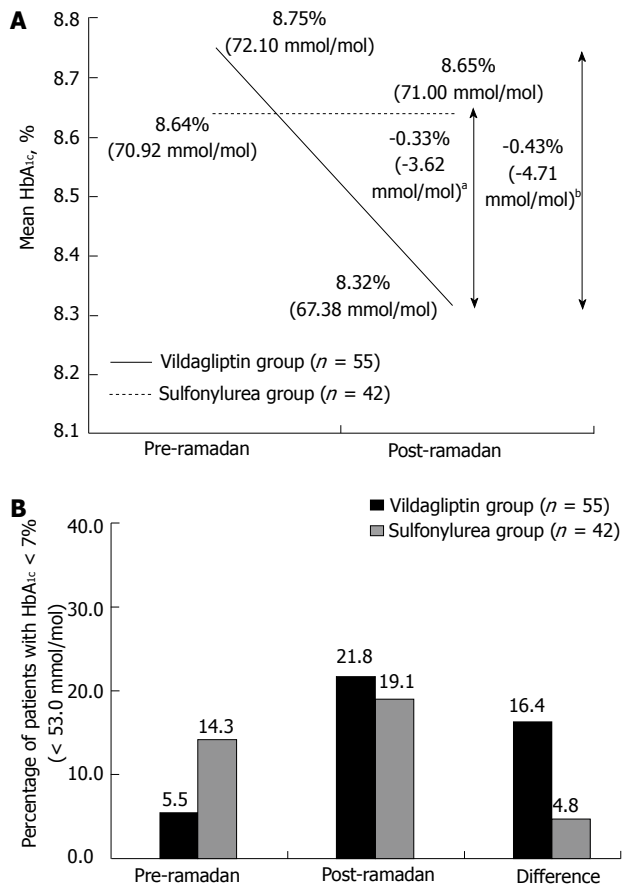 A
Mean HbA1c, %
8.8
8.7
8.6
8.5
8.4
8.3
8.2
8.1
8.75%
(72.10 mmol/mol)
8.65%
(71.00 mmol/mol)
8.64%
(70.92 mmol/mol)
-0.33%
(-3.62
mmol/mol)a
-0.43%
(-4.71
mmol/mol)b
8.32%
(67.38 mmol/mol)
Vildagliptin group (n = 55)
Sulfonylurea group (n = 42)
Pre-ramadan
Post-ramadan
B
Vildagliptin group (n = 55)
Sulfonylurea group (n = 42)
Percentage of patients with HbA1c < 7%
(< 53.0 mmol/mol)
40.0
30.0
20.0
10.0
0.0
5.5
14.3
21.8
19.1
16.4
4.8
Pre-ramadan
Post-ramadan
Difference